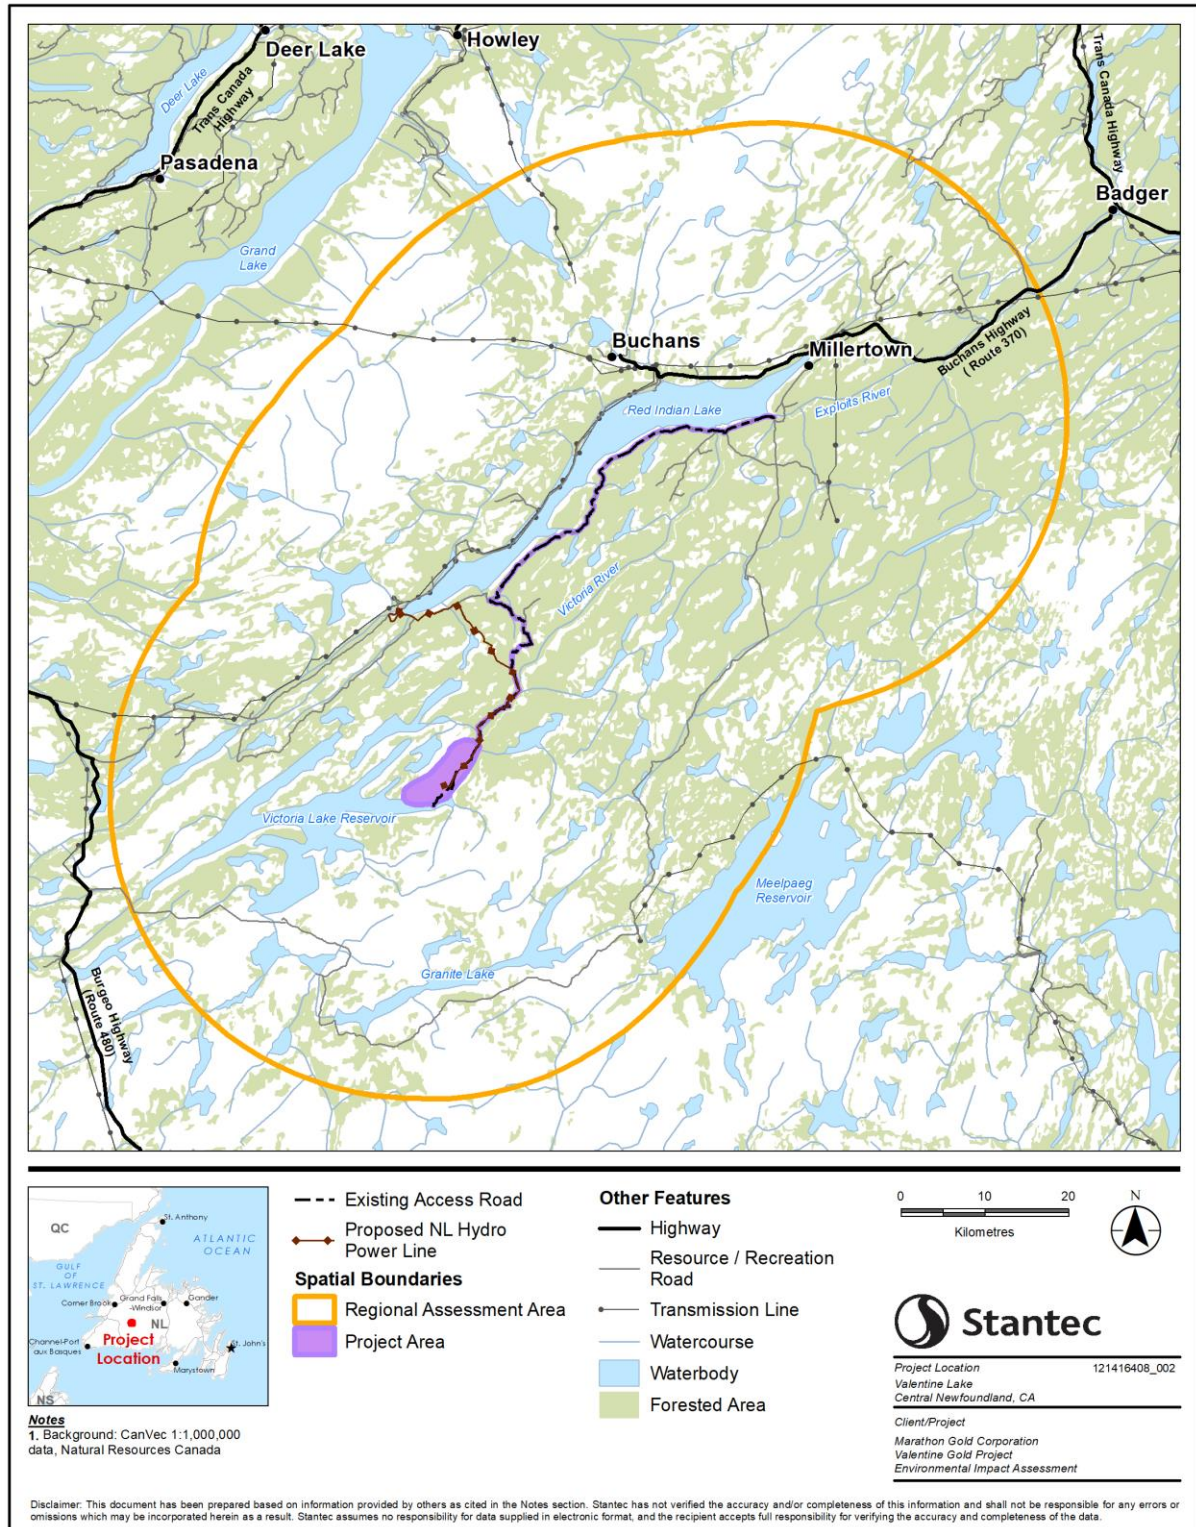 Deer Lake
Howley
Deer Lake
Trans Canada
Highway
Trans Canada Highway
Pasadena
Badger
Grand
Lake
Buchans
Millertown
Buchans Highway
( Route 370)
Red Indian Lake
Exploits River
Victoria River
Victoria Lake Reservoir
Meelpaeg
Reservoir
Granite Lake
Burgeo Highway
(Route 480)
QC
St. Anthony
ATLANTIC
OCEAN
GULF
OF
ST. LAWRENCE
Corner Brook
Grand Falls
-Windsor
Gander
NL
Project
Location
Channel-Port
aux Basques
St. John's
Marystown
NS
Notes
1. Background: CanVec 1:1,000,000
data, Natural Resources Canada
Existing Access Road
Proposed NL Hydro
Power Line
Spatial Boundaries
Regional Assessment Area
Project Area
Other Features
Highway
Resource / Recreation
Road
Transmission Line
Watercourse
Waterbody
Forested Area
0 10 20
Kilometres
N
Stantec
Project Location 121416408_002
Valentine Lake
Central Newfoundland, CA
Client/Project
Marathon Gold Corporation
Valentine Gold Project
Environmental Impact Assessment
Disclaimer: This document has been prepared based on information provided by others as cited in the Notes section. Stantec has not verified the accuracy and/or completeness of this information and shall not be responsible for any errors or
omissions which may be incorporated herein as a result. Stantec assumes no responsibility for data supplied in electronic format, and the recipient accepts full responsibility for verifying the accuracy and completeness of the data.